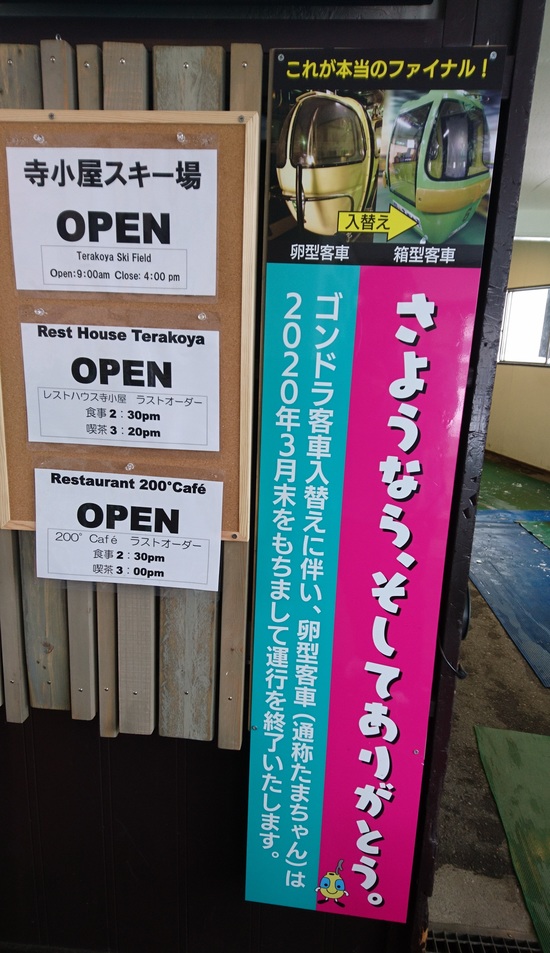 寺小屋スキー場
OPEN
Terakoya Ski Field
Open:9:00am Close: 4:00 pm
Rest House Terakoya
OPEN
レストハウス寺小屋 ラストオーダー
食事 2:30pm
喫茶 3:20pm
Restaurant 200°Café
OPEN
200° Café ラストオーダー
食事 2:30pm
喫茶 3:00pm
これが本当のファイナル!
入替え
卵型客車
箱型客車
さようなら、そしてありがとう。
ゴンドラ客車入替えに伴い、卵型客車(通称たまちゃん)は
2020年3月末をもちまして運行を終了いたします。